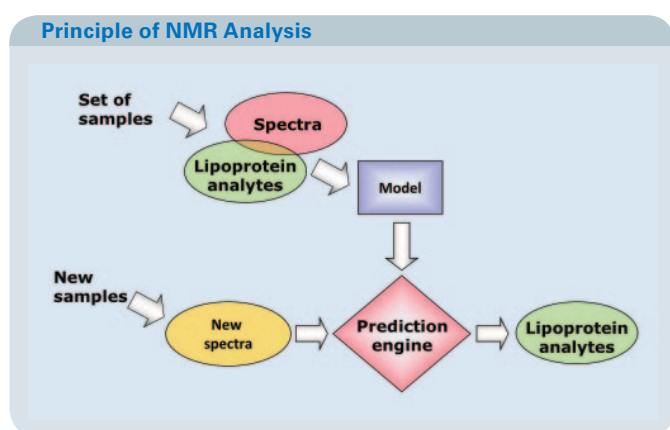 Principle of NMR Analysis
Set of
samples
Spectra
Lipoprotein
analytes
Model
New
samples
New
spectra
Prediction
engine
Lipoprotein
analytes